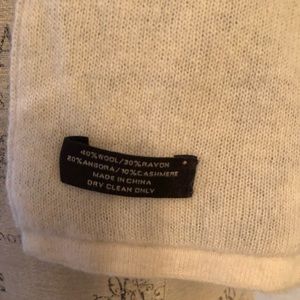 40%WOOL/30%RAYON
20%ANGORA/10%CASHMERE
MADE IN CHINA
DRY CLEAN ONLY